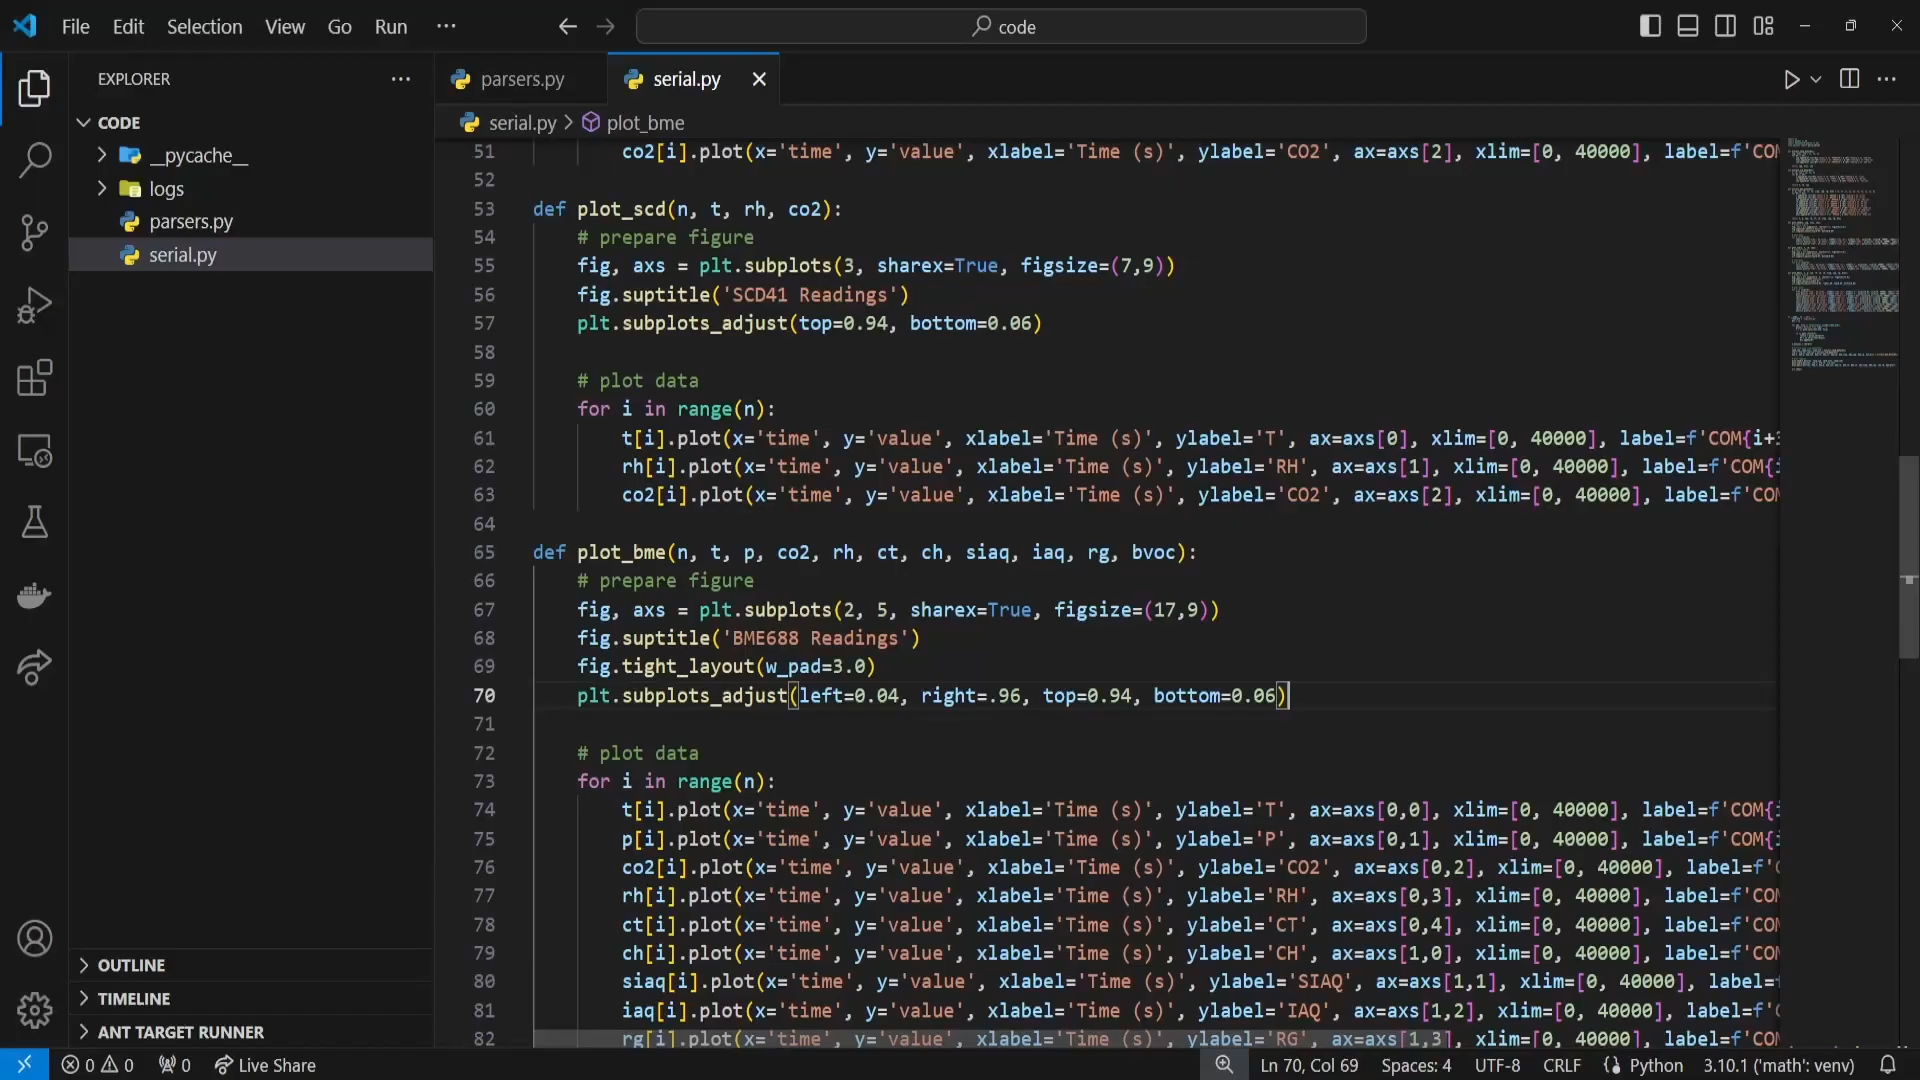 File Edit Selection View Go Run ···
code
EXPLORER
CODE
__pycache__
logs
parsers.py
serial.py
OUTLINE
TIMELINE
ANT TARGET RUNNER
parsers.py
serial.py
serial.py > plot_bme
51 co2[i].plot(x='time', y='value', xlabel='Time (s)', ylabel='CO2', ax=axs[2], xlim=[0, 40000], label=f'COM
52
53 def plot_scd(n, t, rh, co2):
54 # prepare figure
55 fig, axs = plt.subplots(3, sharex=True, figsize=(7,9))
56 fig.suptitle('SCD41 Readings')
57 plt.subplots_adjust(top=0.94, bottom=0.06)
58
59 # plot data
60 for i in range(n):
61 t[i].plot(x='time', y='value', xlabel='Time (s)', ylabel='T', ax=axs[0], xlim=[0, 40000], label=f'COM{i+
62 rh[i].plot(x='time', y='value', xlabel='Time (s)', ylabel='RH', ax=axs[1], xlim=[0, 40000], label=f'COM{
63 co2[i].plot(x='time', y='value', xlabel='Time (s)', ylabel='CO2', ax=axs[2], xlim=[0, 40000], label=f'COM
64
65 def plot_bme(n, t, p, co2, rh, ct, ch, siaq, iaq, rg, bvoc):
66 # prepare figure
67 fig, axs = plt.subplots(2, 5, sharex=True, figsize=(17,9))
68 fig.suptitle('BME688 Readings')
69 fig.tight_layout(w_pad=3.0)
70 plt.subplots_adjust(left=0.04, right=.96, top=0.94, bottom=0.06)
71
72 # plot data
73 for i in range(n):
74 t[i].plot(x='time', y='value', xlabel='Time (s)', ylabel='T', ax=axs[0,0], xlim=[0, 40000], label=f'COM{
75 p[i].plot(x='time', y='value', xlabel='Time (s)', ylabel='P', ax=axs[0,1], xlim=[0, 40000], label=f'COM{
76 co2[i].plot(x='time', y='value', xlabel='Time (s)', ylabel='CO2', ax=axs[0,2], xlim=[0, 40000], label=f'
77 rh[i].plot(x='time', y='value', xlabel='Time (s)', ylabel='RH', ax=axs[0,3], xlim=[0, 40000], label=f'COM
78 ct[i].plot(x='time', y='value', xlabel='Time (s)', ylabel='CT', ax=axs[0,4], xlim=[0, 40000], label=f'COM
79 ch[i].plot(x='time', y='value', xlabel='Time (s)', ylabel='CH', ax=axs[1,0], xlim=[0, 40000], label=f'COM
80 siaq[i].plot(x='time', y='value', xlabel='Time (s)', ylabel='SIAQ', ax=axs[1,1], xlim=[0, 40000], label=
81 iaq[i].plot(x='time', y='value', xlabel='Time (s)', ylabel='IAQ', ax=axs[1,2], xlim=[0, 40000], label=f'
82 rg[i].plot(x='time', y='value', xlabel='Time (s)', ylabel='RG', ax=axs[1,3], xlim=[0, 40000], label=f'COM
0 0 0 Live Share Ln 70, Col 69 Spaces: 4 UTF-8 CRLF Python 3.10.1 ('math': venv)